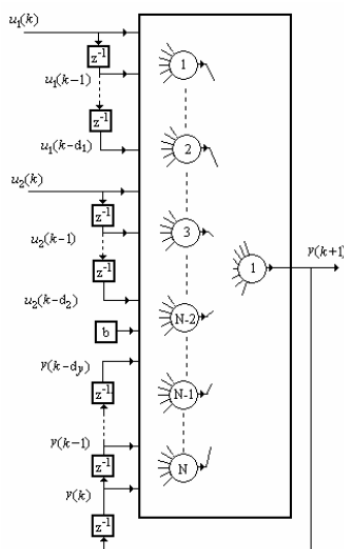 u₁(k)
z⁻¹
u₁(k−1)
1
z⁻¹
u₁(k−d₁)
2
u₂(k)
z⁻¹
u₂(k−1)
3
y(k+1)
z⁻¹
1
u₂(k−d₂)
N-2
b
y(k−dy)
z⁻¹
N-1
y(k−1)
z⁻¹
N
y(k)
z⁻¹